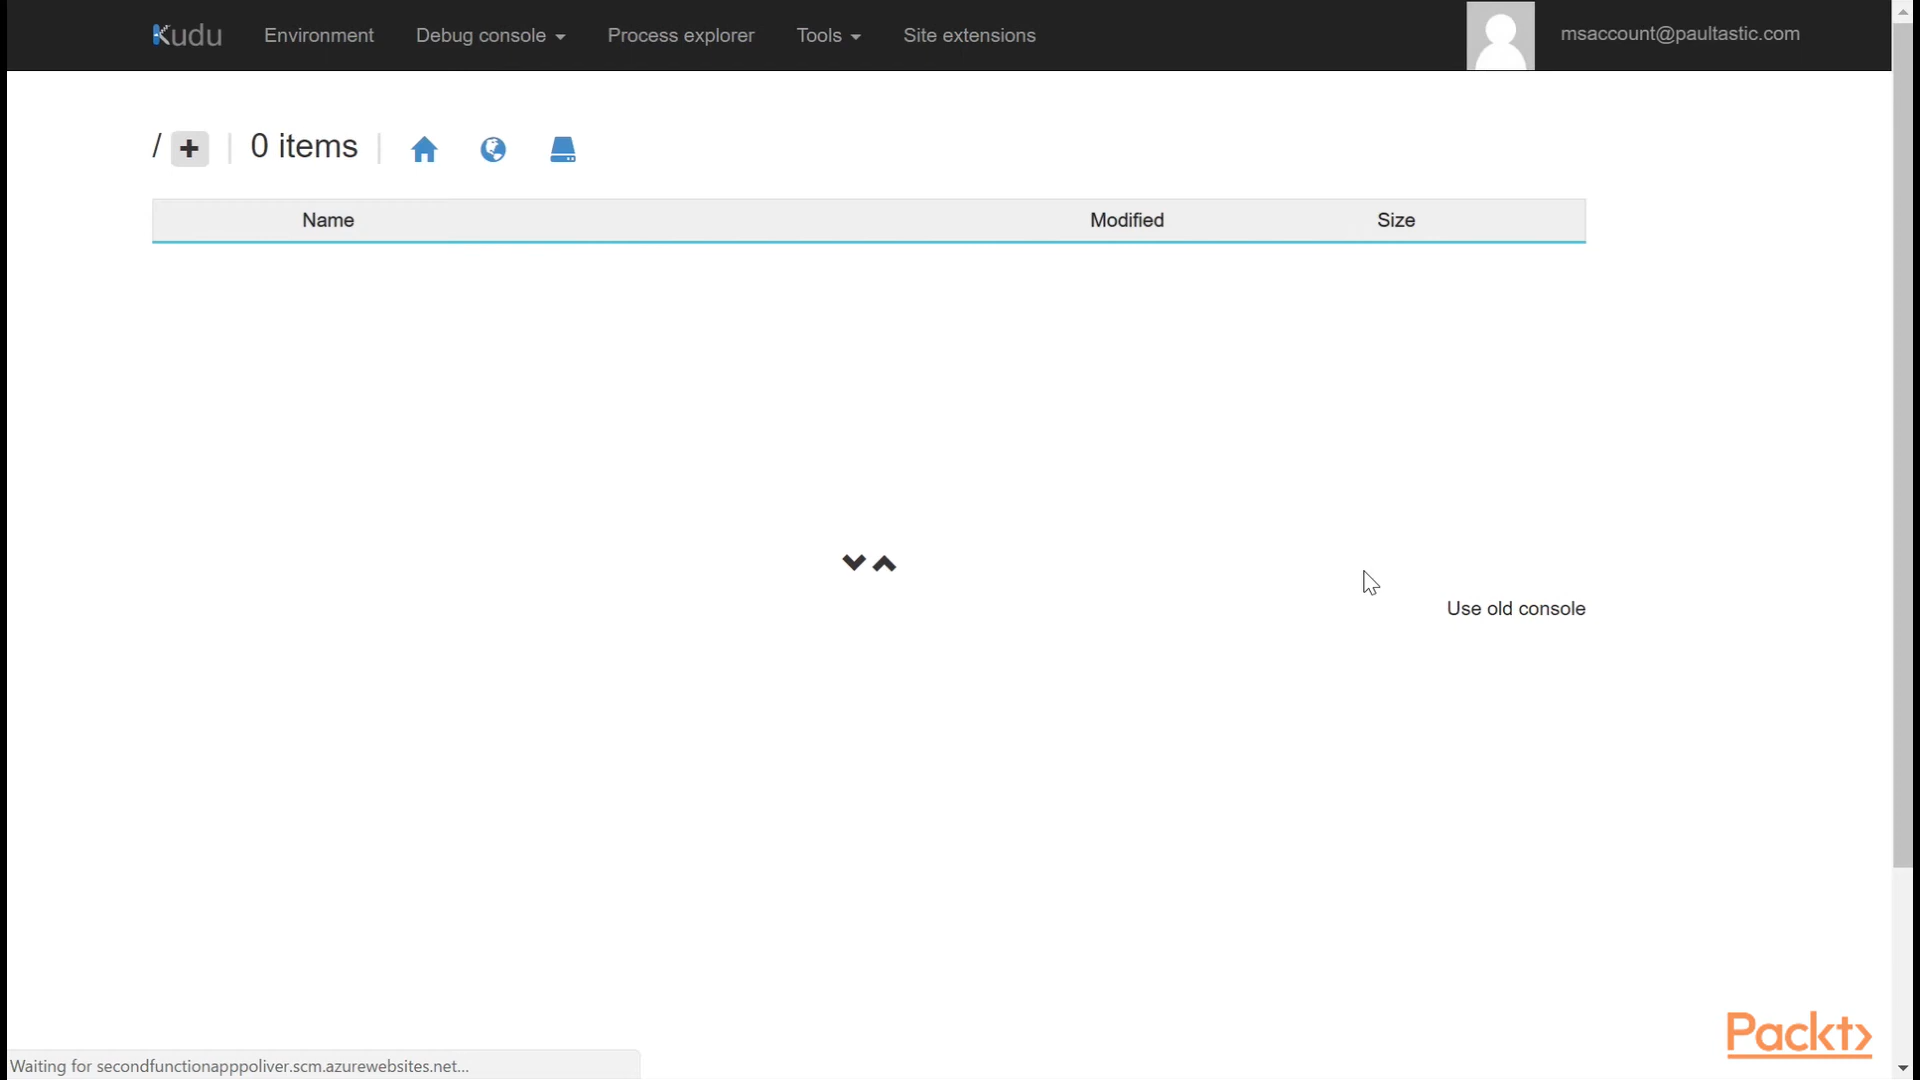 Kudu Environment Debug console Process explorer Tools Site extensions msaccount@paultastic.com
/ 0 items
Name Modified Size
Use old console
Packt
Waiting for secondfunctionapppoliver.scm.azurewebsites.net...